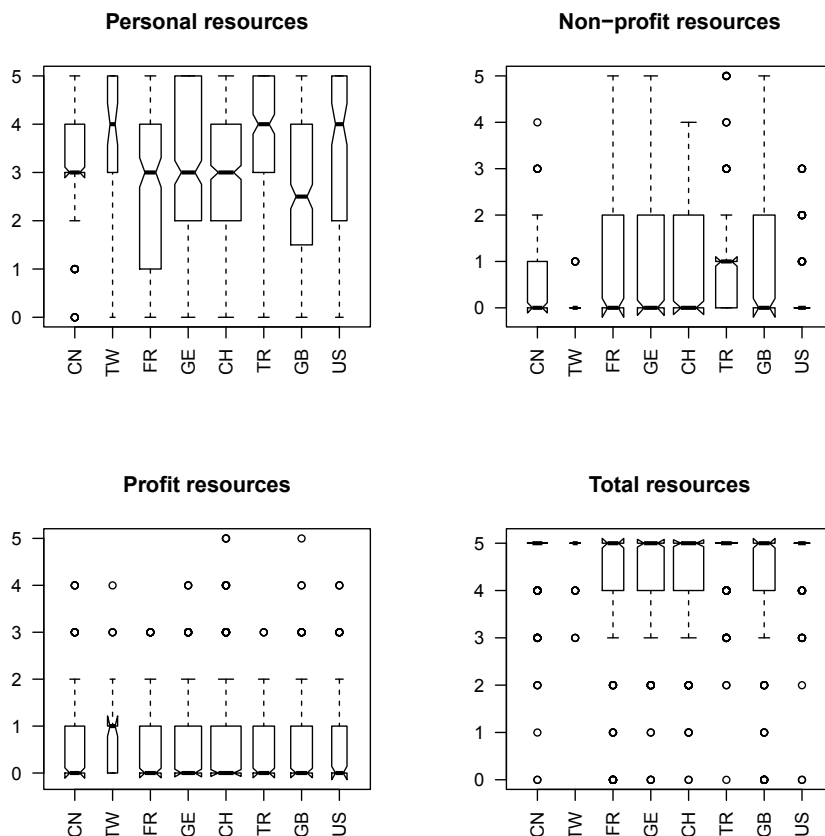 Personal resources
5
4
3
2
1
0
CN
TW
FR
GE
CH
TR
GB
US
Non−profit resources
5
4
3
2
1
0
CN
TW
FR
GE
CH
TR
GB
US
Profit resources
5
4
3
2
1
0
CN
TW
FR
GE
CH
TR
GB
US
Total resources
5
4
3
2
1
0
CN
TW
FR
GE
CH
TR
GB
US